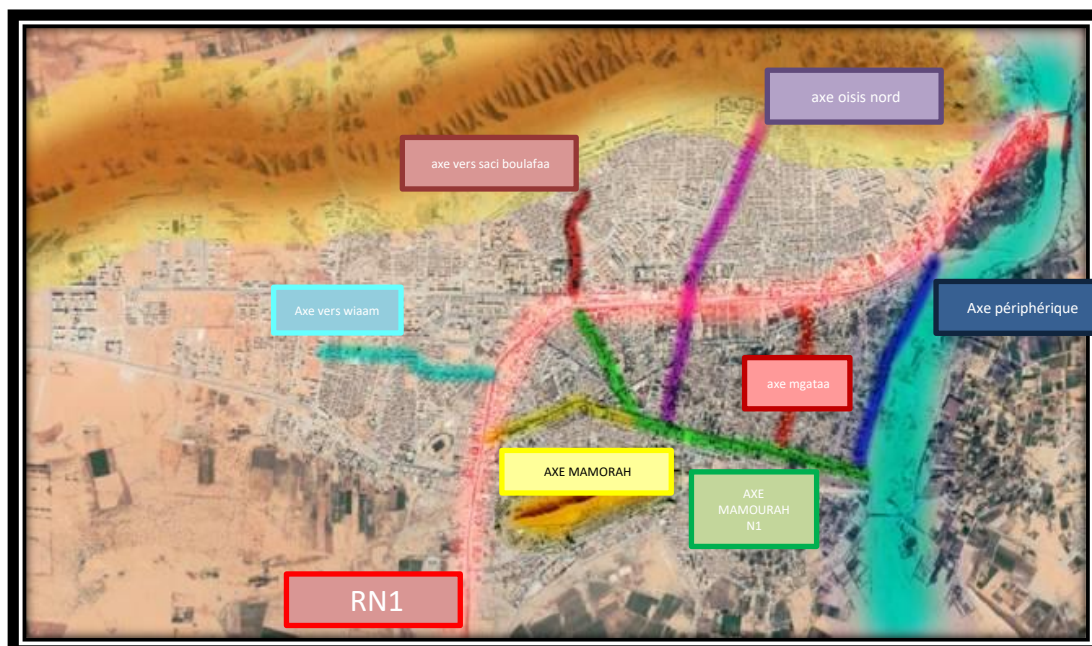 axe oisis nord
axe vers saci boulafaa
Axe vers wiaam
Axe périphérique
axe mgataa
AXE MAMORAH
AXE
MAMOURAH
N1
RN1